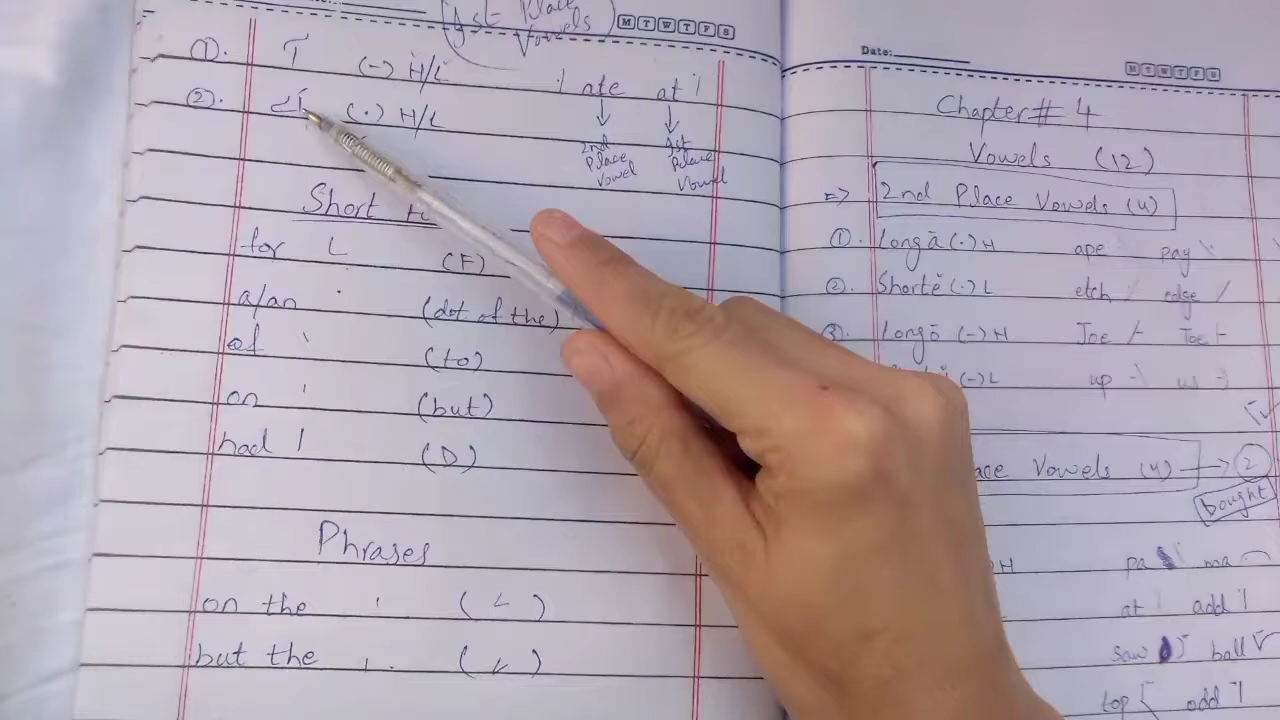 1st Place
Vowels
M T W T F S
①. (-) H/L ate at
②. (.) H/L
2nd Place Vowel 1st Place Vowel
Short
for (F)
a/an (dot of the)
of (to)
on (but)
had (D)
Phrases
on the
but the
Date:
M T W T F S
Chapter # 4
Vowels (12)
⇒ 2nd Place Vowels (4)
①. Long ā (.) H ape pay
②. Short ĕ (.) L etch edge
③. Long ō (-) H Joe Toe
(-) L up us
Vowels (4) → ②
bought
H pa ma
at add
saw ball
top odd